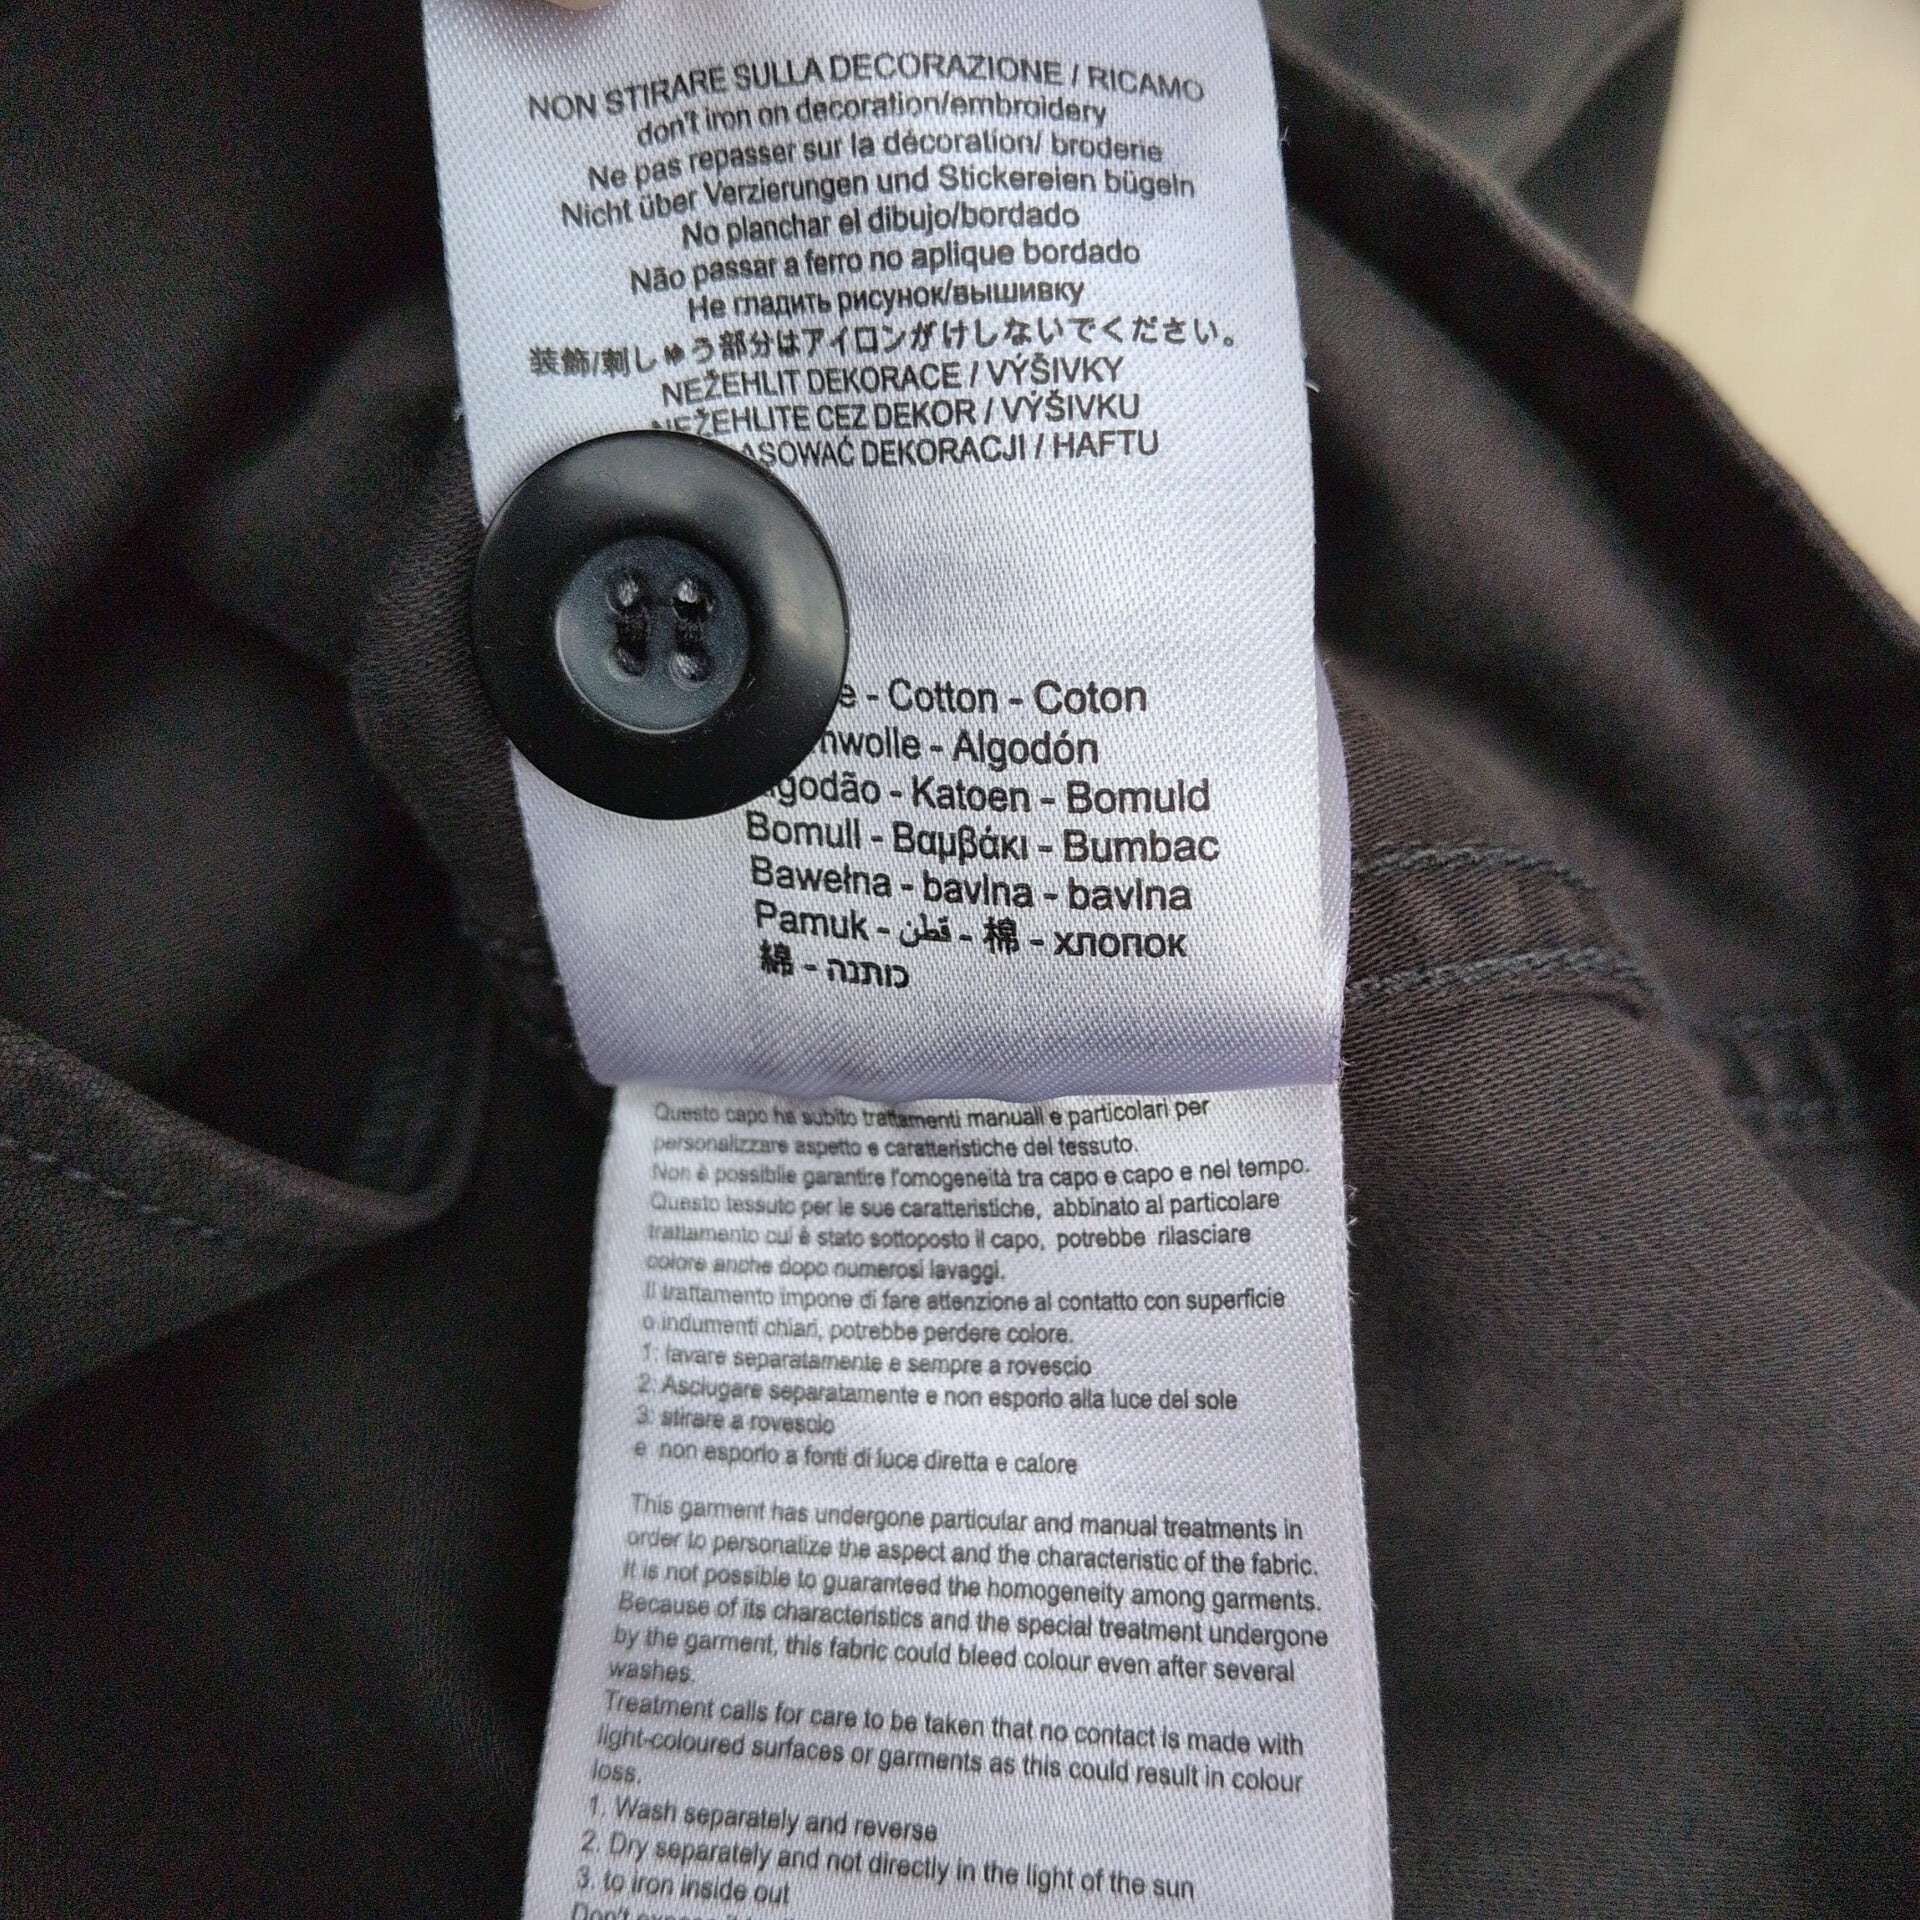 NON STIRARE SULLA DECORAZIONE / RICAMO
don't iron on decoration/embroidery
Ne pas repasser sur la décoration/ broderie
Nicht über Verzierungen und Stickereien bügeln
No planchar el dibujo/bordado
Não passar a ferro no aplique bordado
Не гладить рисунок/вышивку
装飾/刺しゅう部分はアイロンがけしないでください。
NEŽEHLIT DEKORACE / VÝŠIVKY
NEŽEHLITE CEZ DEKOR / VÝŠIVKU
DEKORACJI / HAFTU
- Cotton - Coton
- Algodón
- Katoen - Bomuld
Bomull - Βαμβάκι - Bumbac
Bawełna - bavlna - bavlna
Pamuk - قطن - 棉 - хлопок
綿 - כותנה
Questo capo ha subito trattamenti manuali e particolari per
personalizzare aspetto e caratteristiche del tessuto.
Non è possibile garantire l'omogeneità tra capo e capo e nel tempo.
Questo tessuto per le sue caratteristiche, abbinato al particolare
trattamento cui è stato sottoposto il capo, potrebbe rilasciare
colore anche dopo numerosi lavaggi.
Il trattamento impone di fare attenzione al contatto con superficie
o indumenti chiari, potrebbe perdere colore.
1: lavare separatamente e sempre a rovescio
2: Asciugare separatamente e non esporlo alla luce del sole
3: stirare a rovescio
e non esporlo a fonti di luce diretta e calore
This garment has undergone particular and manual treatments in
order to personalize the aspect and the characteristic of the fabric.
It is not possible to guaranteed the homogeneity among garments.
Because of its characteristics and the special treatment undergone
by the garment, this fabric could bleed colour even after several
washes.
Treatment calls for care to be taken that no contact is made with
light-coloured surfaces or garments as this could result in colour
loss.
1. Wash separately and reverse
2. Dry separately and not directly in the light of the sun
3. to iron inside out
Don't